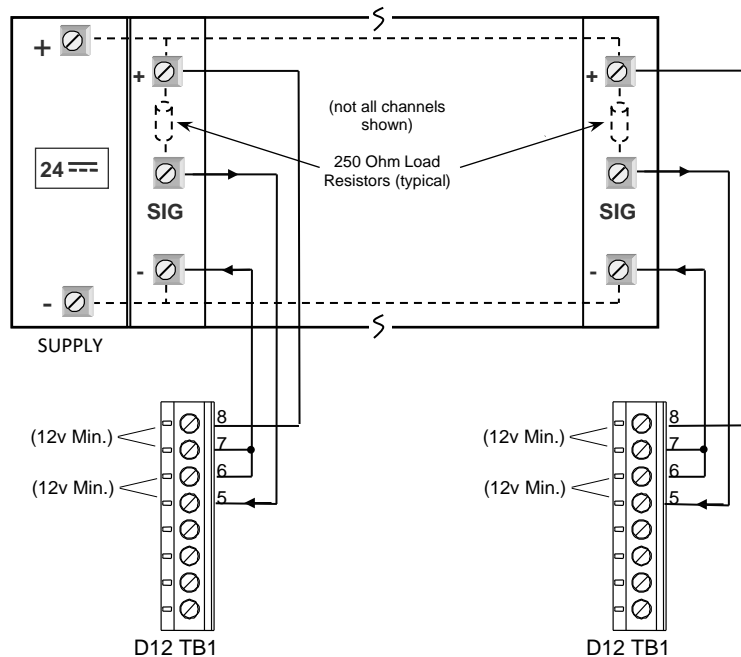 +
+
+
(not all channels
shown)
250 Ohm Load
Resistors (typical)
24
SIG
SIG
-
-
-
SUPPLY
8
7
6
5
(12v Min.)
(12v Min.)
D12 TB1
8
7
6
5
(12v Min.)
(12v Min.)
D12 TB1